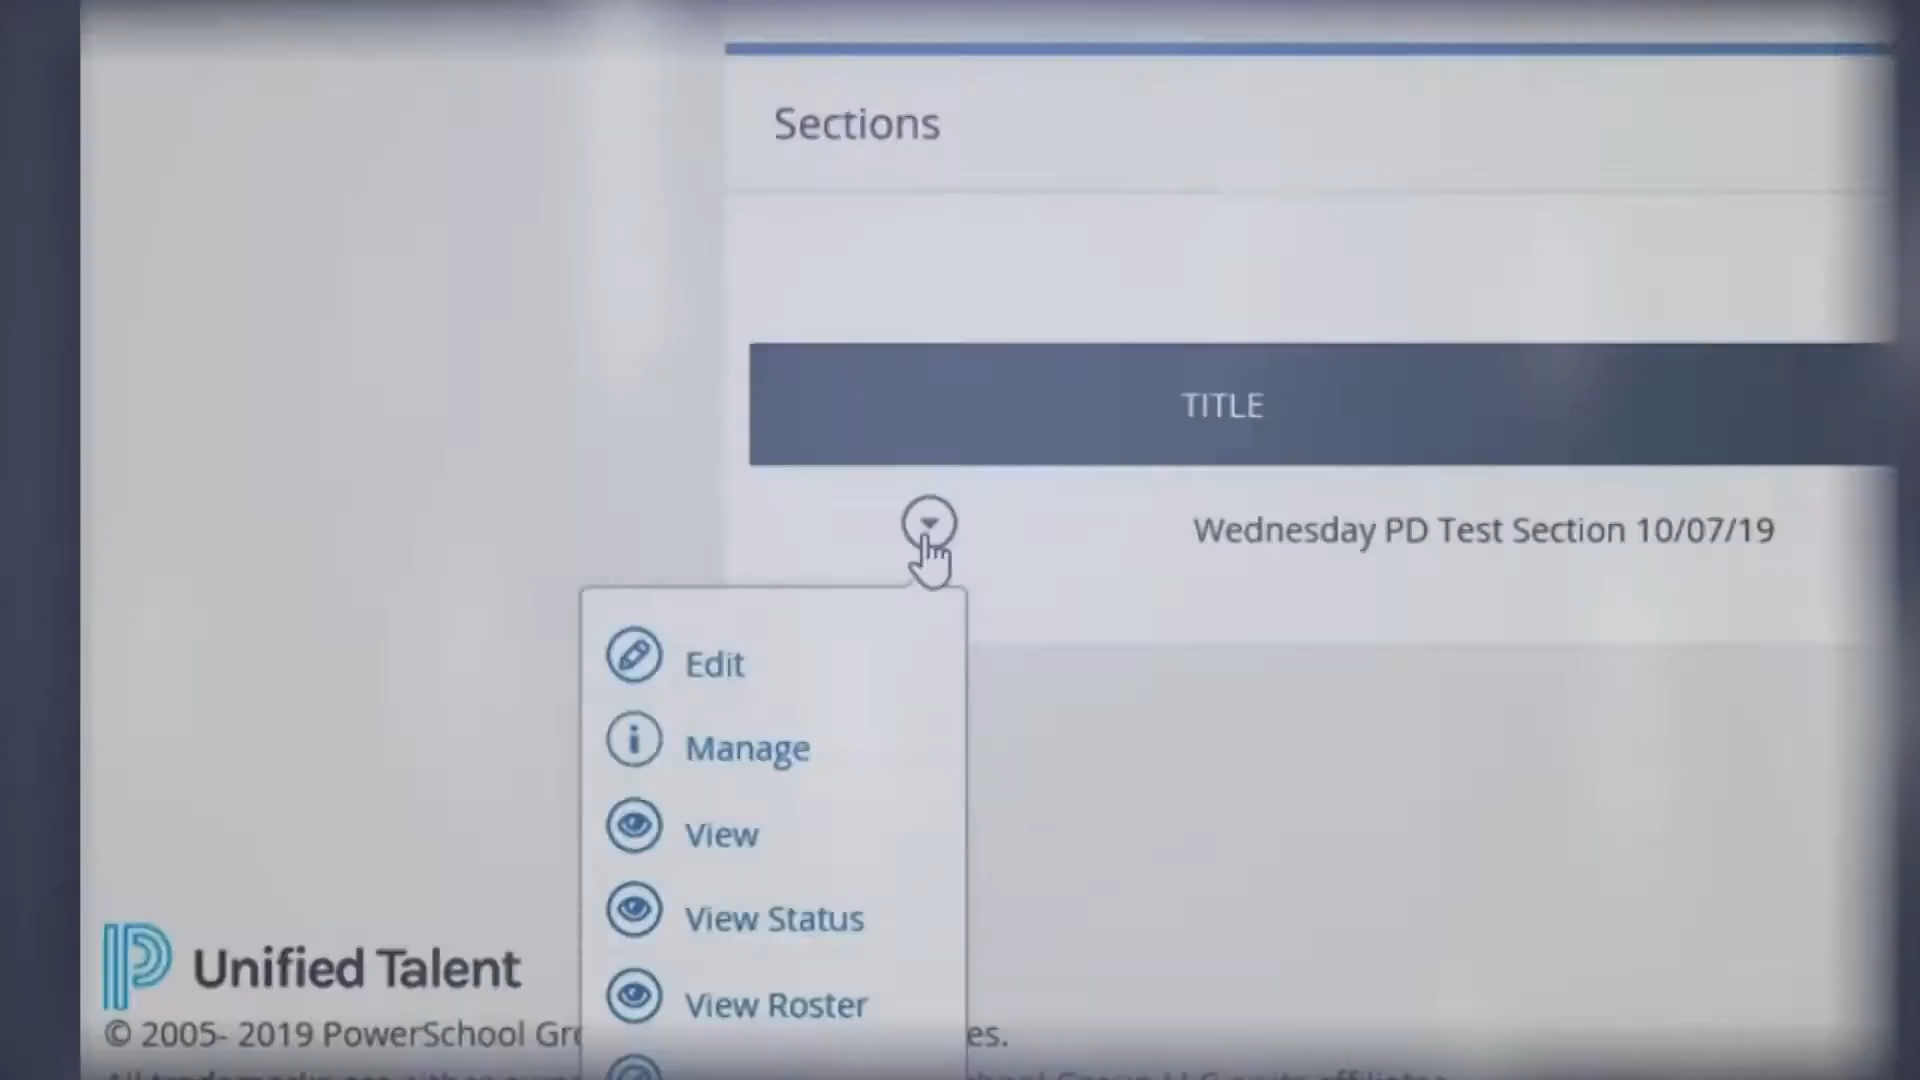 Sections
TITLE
Wednesday PD Test Section 10/07/19
Edit
Manage
View
View Status
View Roster
Unified Talent
© 2005- 2019 PowerSchool es.